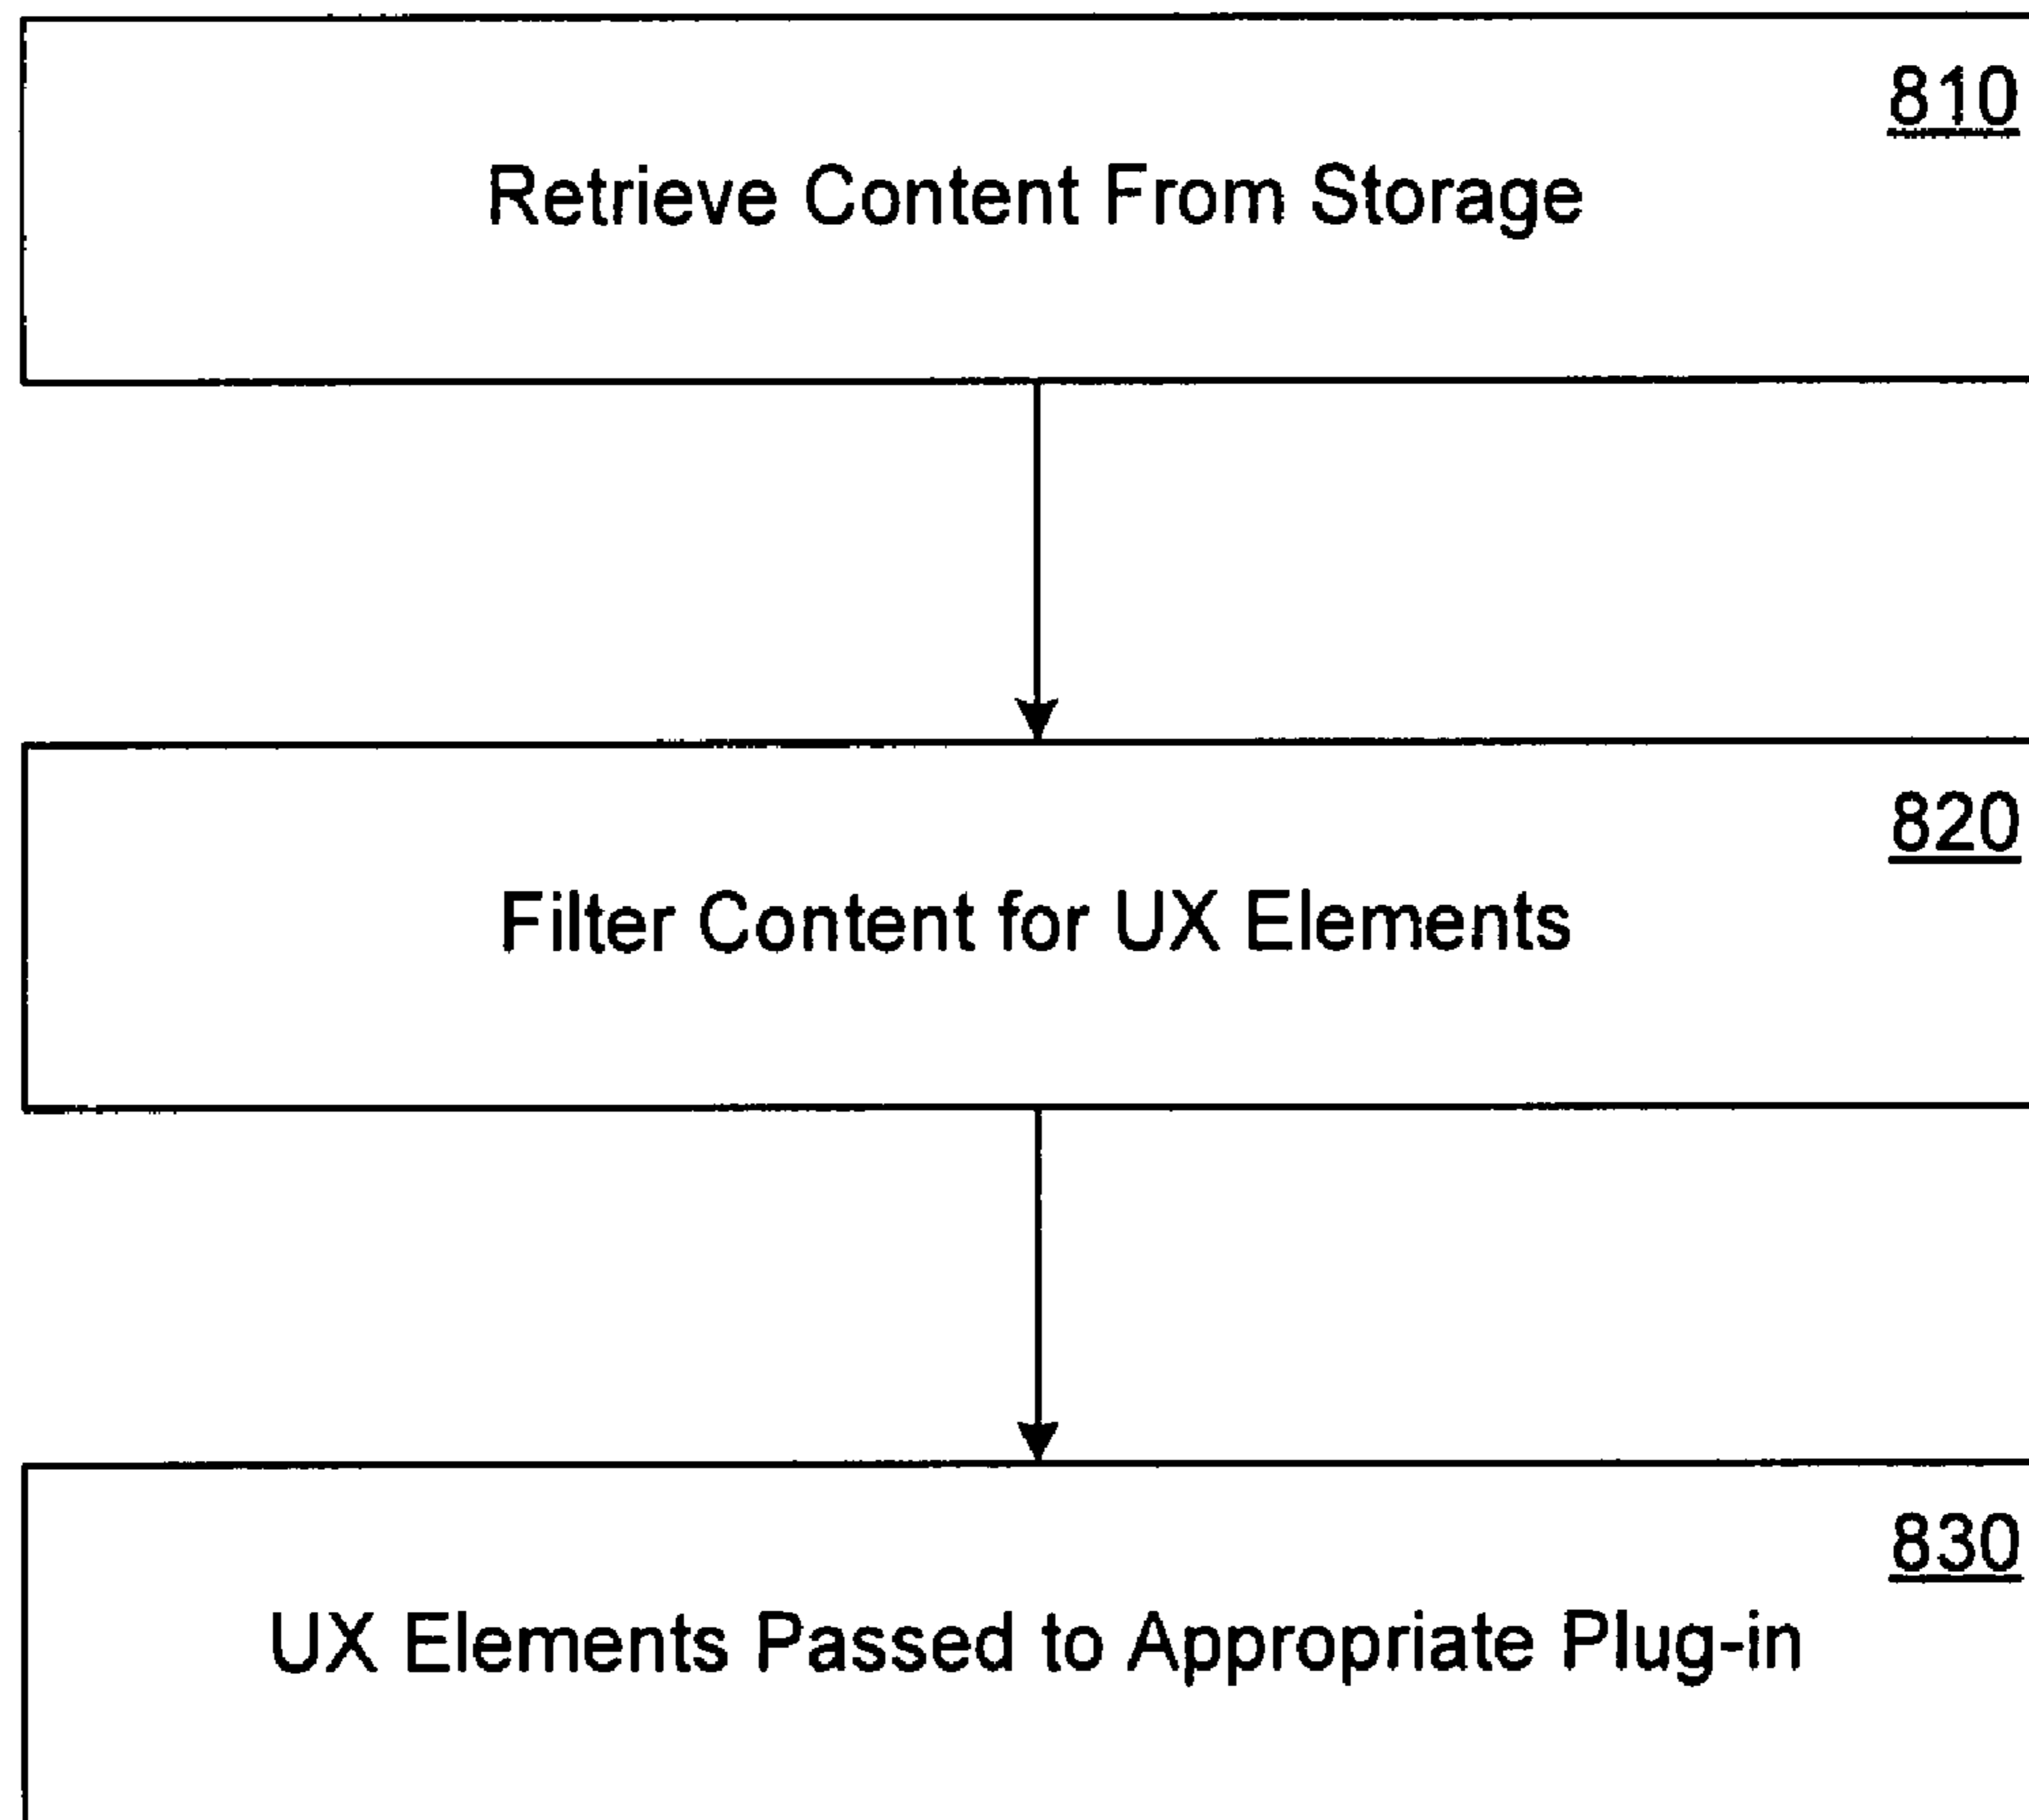 810
Retrieve Content From Storage
820
Filter Content for UX Elements
830
UX Elements Passed to Appropriate Plug-in